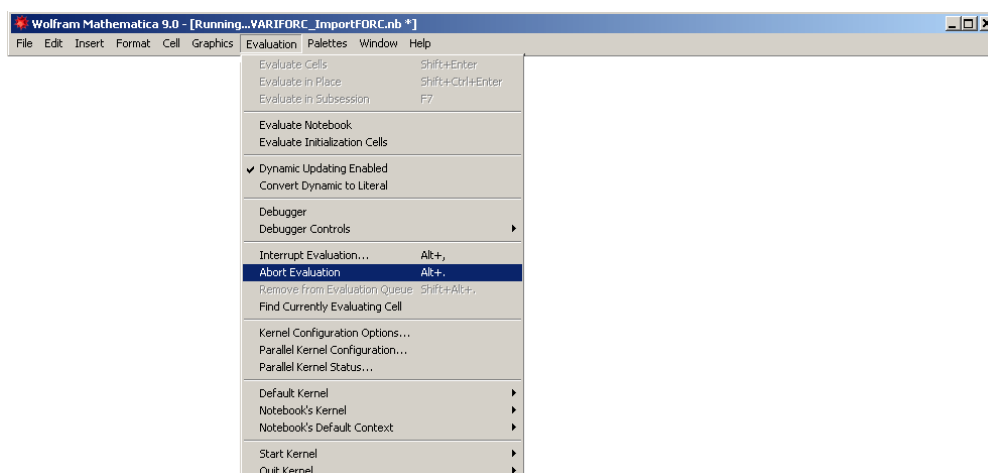 Wolfram Mathematica 9.0 - [Running...VARIFORC_ImportFORC.nb *]
File Edit Insert Format Cell Graphics Evaluation Palettes Window Help
Evaluate Cells Shift+Enter
Evaluate in Place Shift+Ctrl+Enter
Evaluate in Subsession F7
Evaluate Notebook
Evaluate Initialization Cells
Dynamic Updating Enabled
Convert Dynamic to Literal
Debugger
Debugger Controls
Interrupt Evaluation... Alt+,
Abort Evaluation Alt+.
Remove from Evaluation Queue Shift+Alt+,
Find Currently Evaluating Cell
Kernel Configuration Options...
Parallel Kernel Configuration...
Parallel Kernel Status...
Default Kernel
Notebook's Kernel
Notebook's Default Context
Start Kernel
Quit Kernel